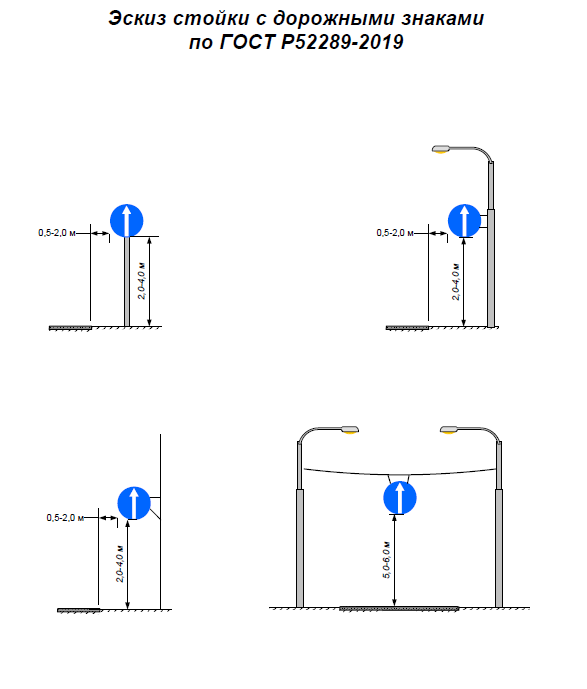 Эскиз стойки с дорожными знаками
по ГОСТ Р52289-2019
0,5-2,0 м
2,0-4,0 м
0,5-2,0 м
2,0-4,0 м
0,5-2,0 м
2,0-4,0 м
5,0-6,0 м